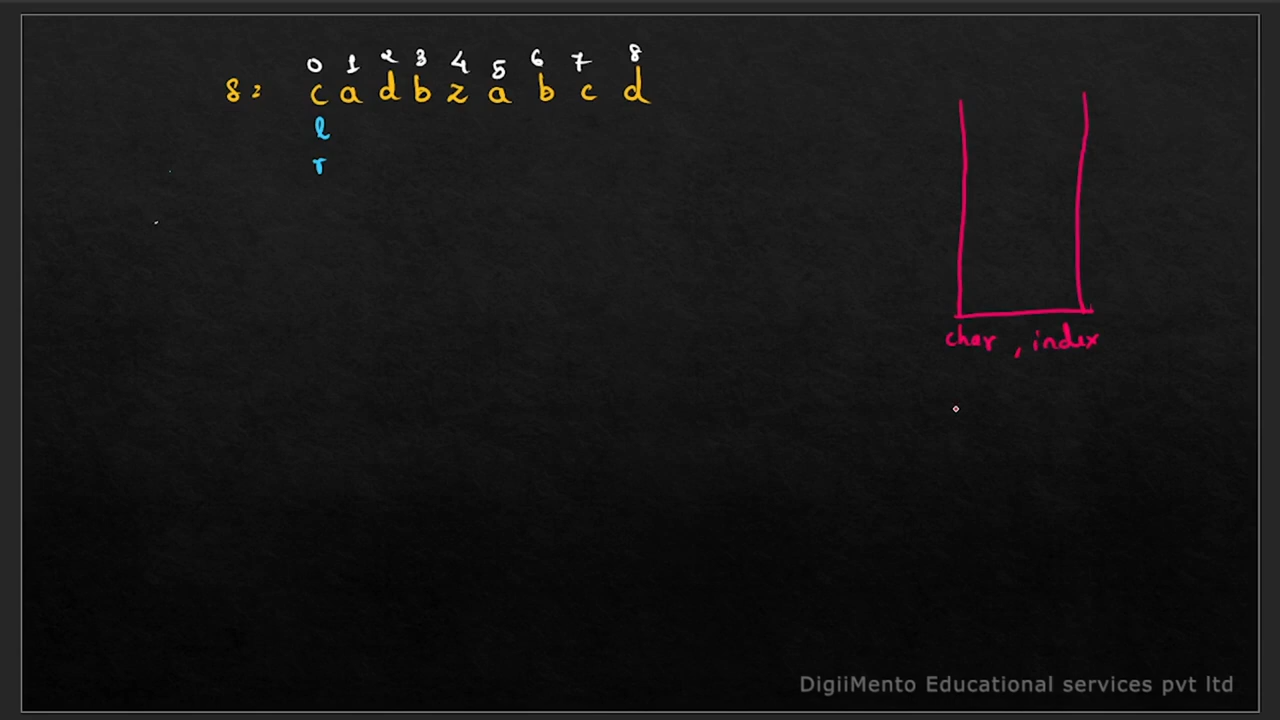 0 1 2 3 4 5 6 7 8
s: c a d b z a b c d
l
r
char , index
DigiiMento Educational services pvt ltd